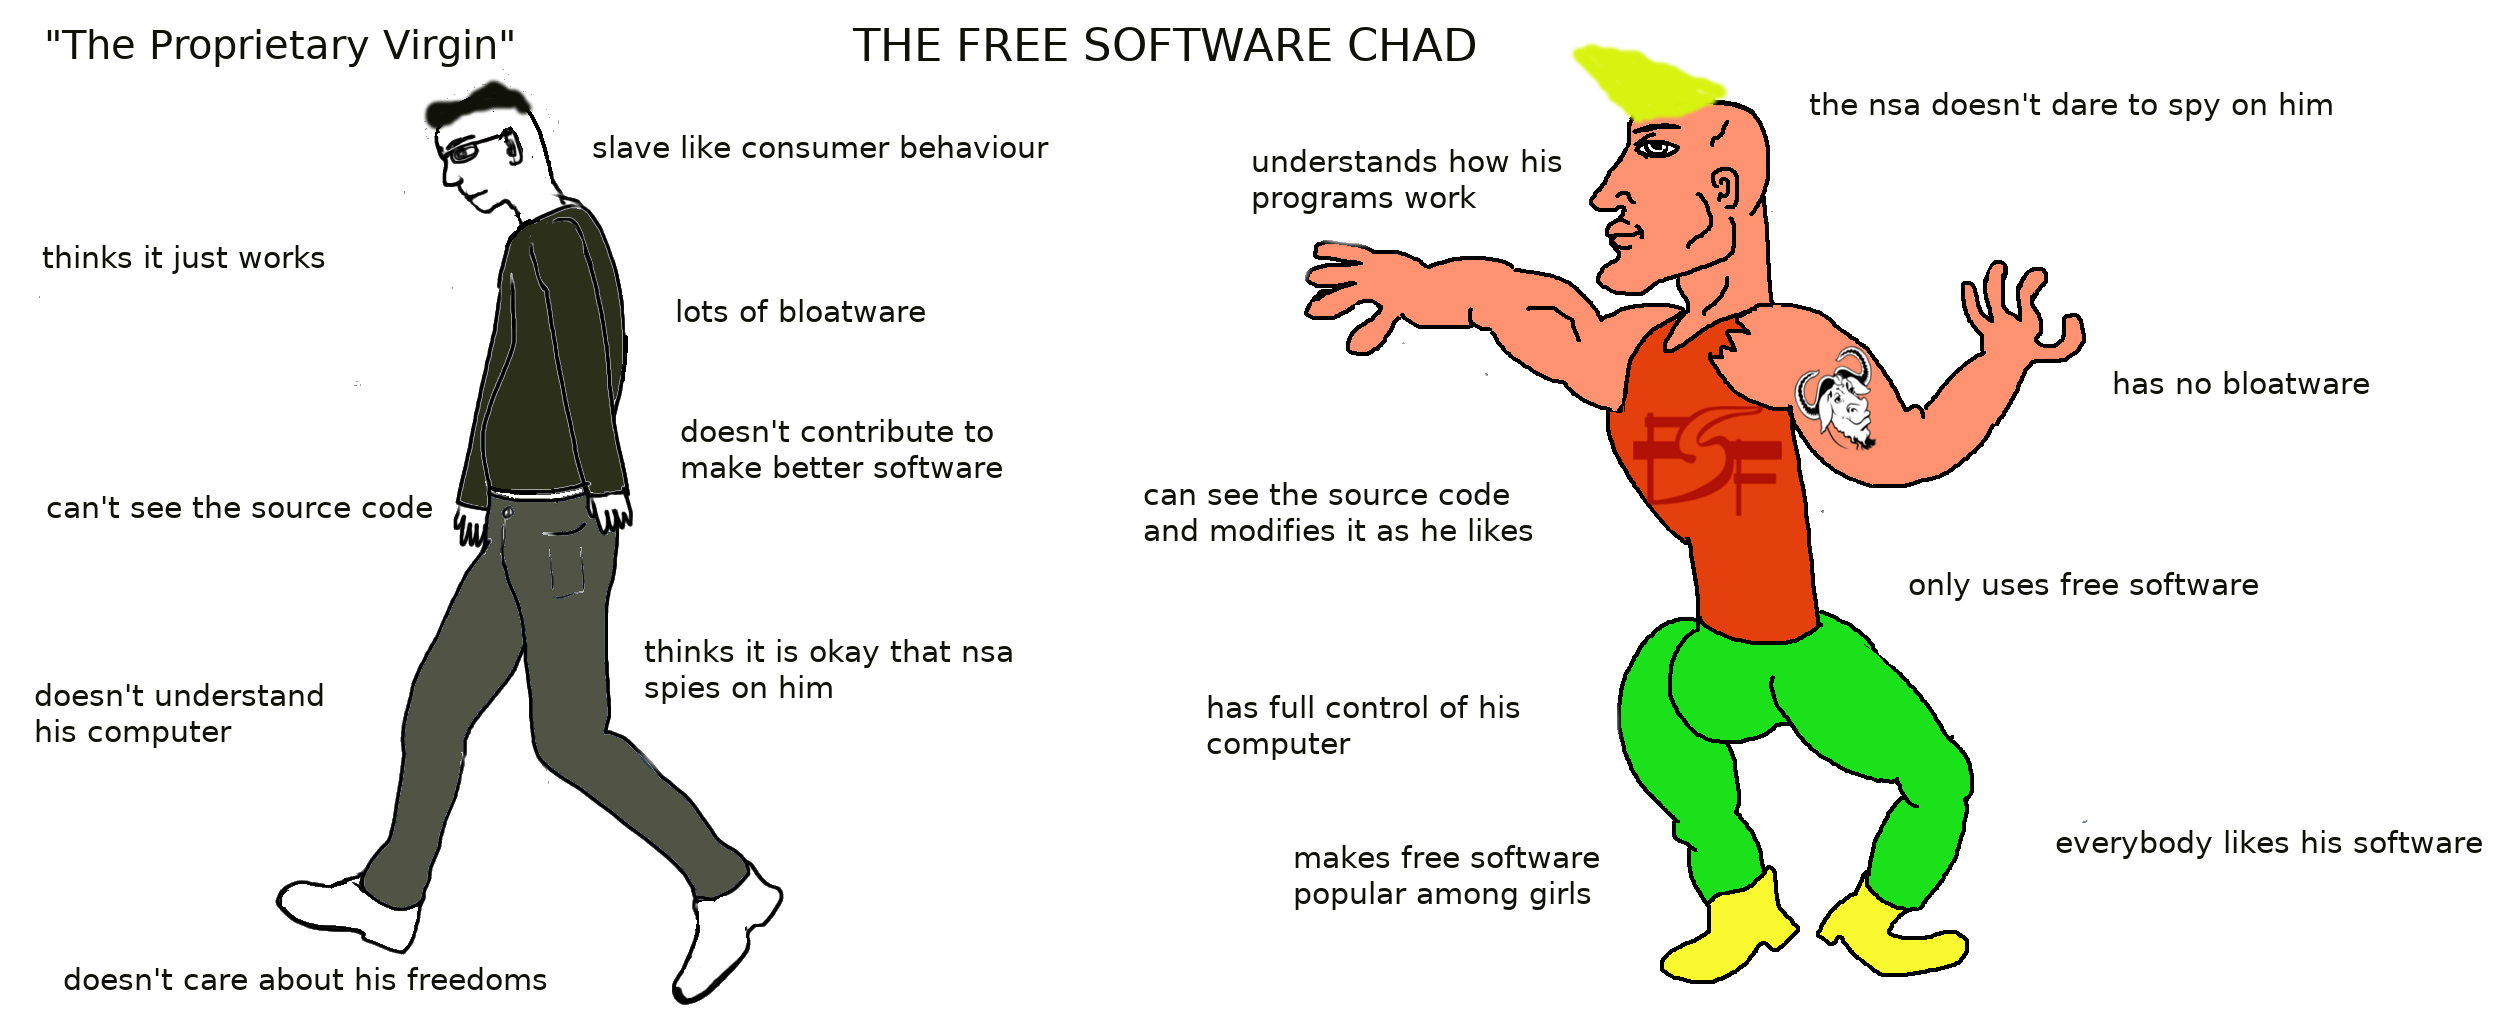 "The Proprietary Virgin"
slave like consumer behaviour
thinks it just works
lots of bloatware
doesn't contribute to
make better software
can't see the source code
thinks it is okay that nsa
spies on him
doesn't understand
his computer
doesn't care about his freedoms
THE FREE SOFTWARE CHAD
the nsa doesn't dare to spy on him
understands how his
programs work
has no bloatware
FSF
can see the source code
and modifies it as he likes
only uses free software
has full control of his
computer
everybody likes his software
makes free software
popular among girls